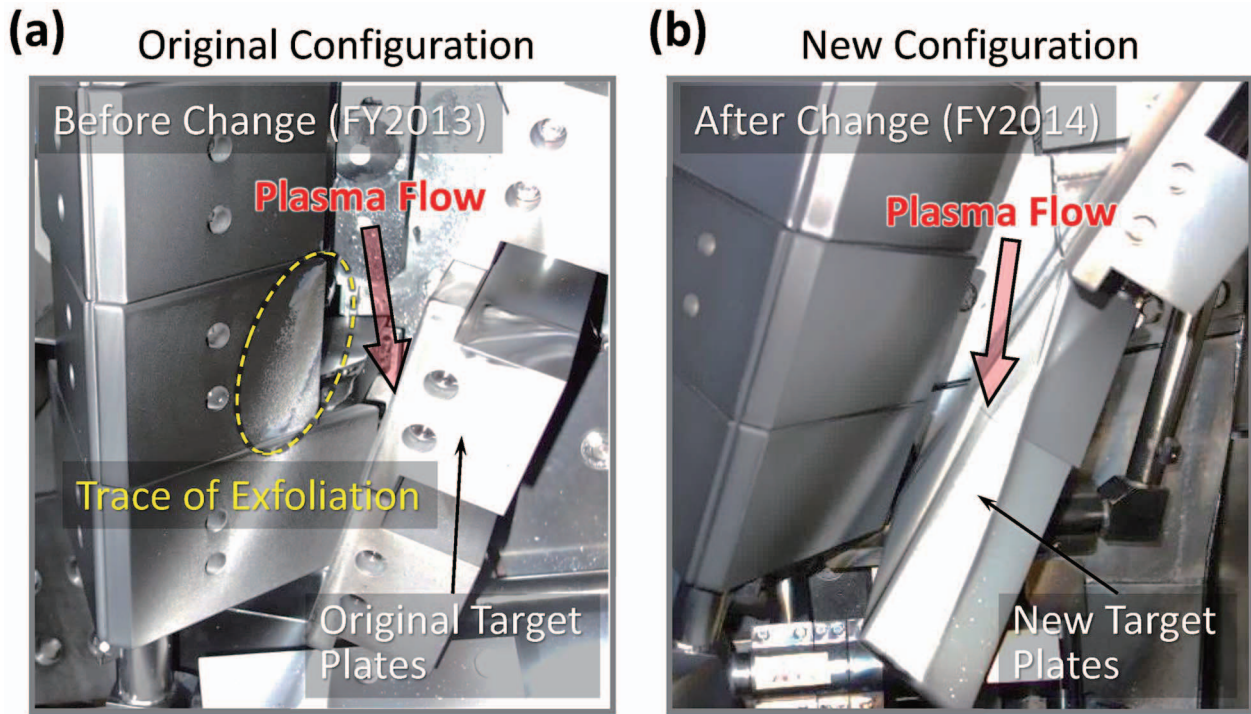 (a)
Original Configuration
Before Change (FY2013)
Plasma Flow
Trace of Exfoliation
Original Target
Plates
(b)
New Configuration
After Change (FY2014)
Plasma Flow
New Target
Plates